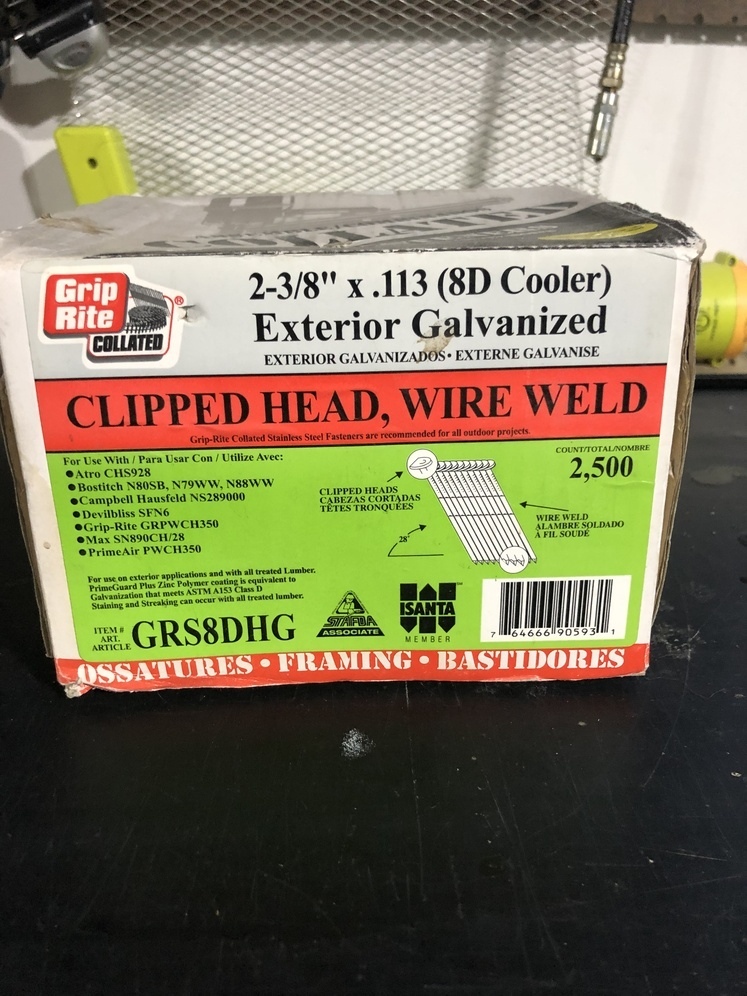 COLLATED
Grip
Rite
COLLATED
®
2-3/8" x .113 (8D Cooler)
Exterior Galvanized
EXTERIOR GALVANIZADOS • EXTERNE GALVANISE
CLIPPED HEAD, WIRE WELD
Grip-Rite Collated Stainless Steel Fasteners are recommended for all outdoor projects.
For Use With / Para Usar Con / Utilize Avec:
● Atro CHS928
● Bostitch N80SB, N79WW, N88WW
● Campbell Hausfeld NS289000
● Devilbliss SFN6
● Grip-Rite GRPWCH350
● Max SN890CH/28
● PrimeAir PWCH350
CLIPPED HEADS
CABEZAS CORTADAS
TÊTES TRONQUÉES
28°
COUNT/TOTAL/NOMBRE
2,500
WIRE WELD
ALAMBRE SOLDADO
À FIL SOUDÉ
For use on exterior applications and with all treated Lumber.
PrimeGuard Plus Zinc Polymer coating is equivalent to
Galvanization that meets ASTM A153 Class D
Staining and Streaking can occur with all treated lumber.
ITEM #
ART.
ARTICLE
GRS8DHG
STAFDA
ASSOCIATE
ISANTA
MEMBER
7 64666 90593 1
OSSATURES • FRAMING • BASTIDORES